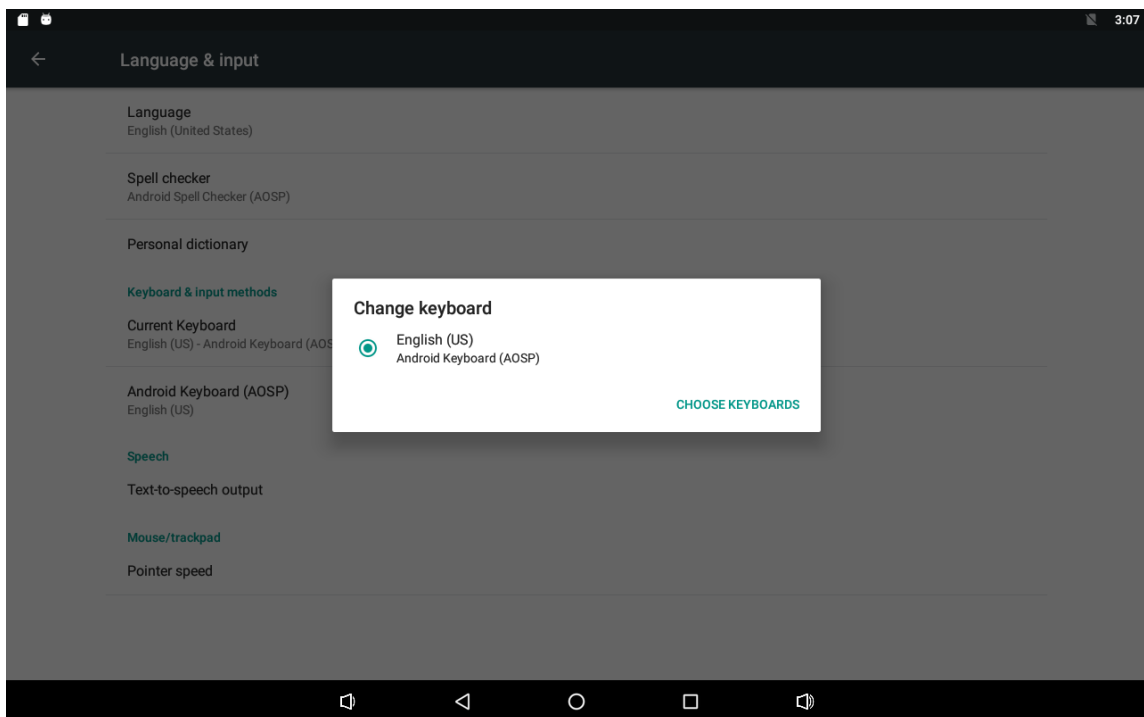 3:07
Language & input
Language
English (United States)
Spell checker
Android Spell Checker (AOSP)
Personal dictionary
Keyboard & input methods
Current Keyboard
English (US) - Android Keyboard (AOS
Android Keyboard (AOSP)
English (US)
Speech
Text-to-speech output
Mouse/trackpad
Pointer speed
Change keyboard
English (US)
Android Keyboard (AOSP)
CHOOSE KEYBOARDS